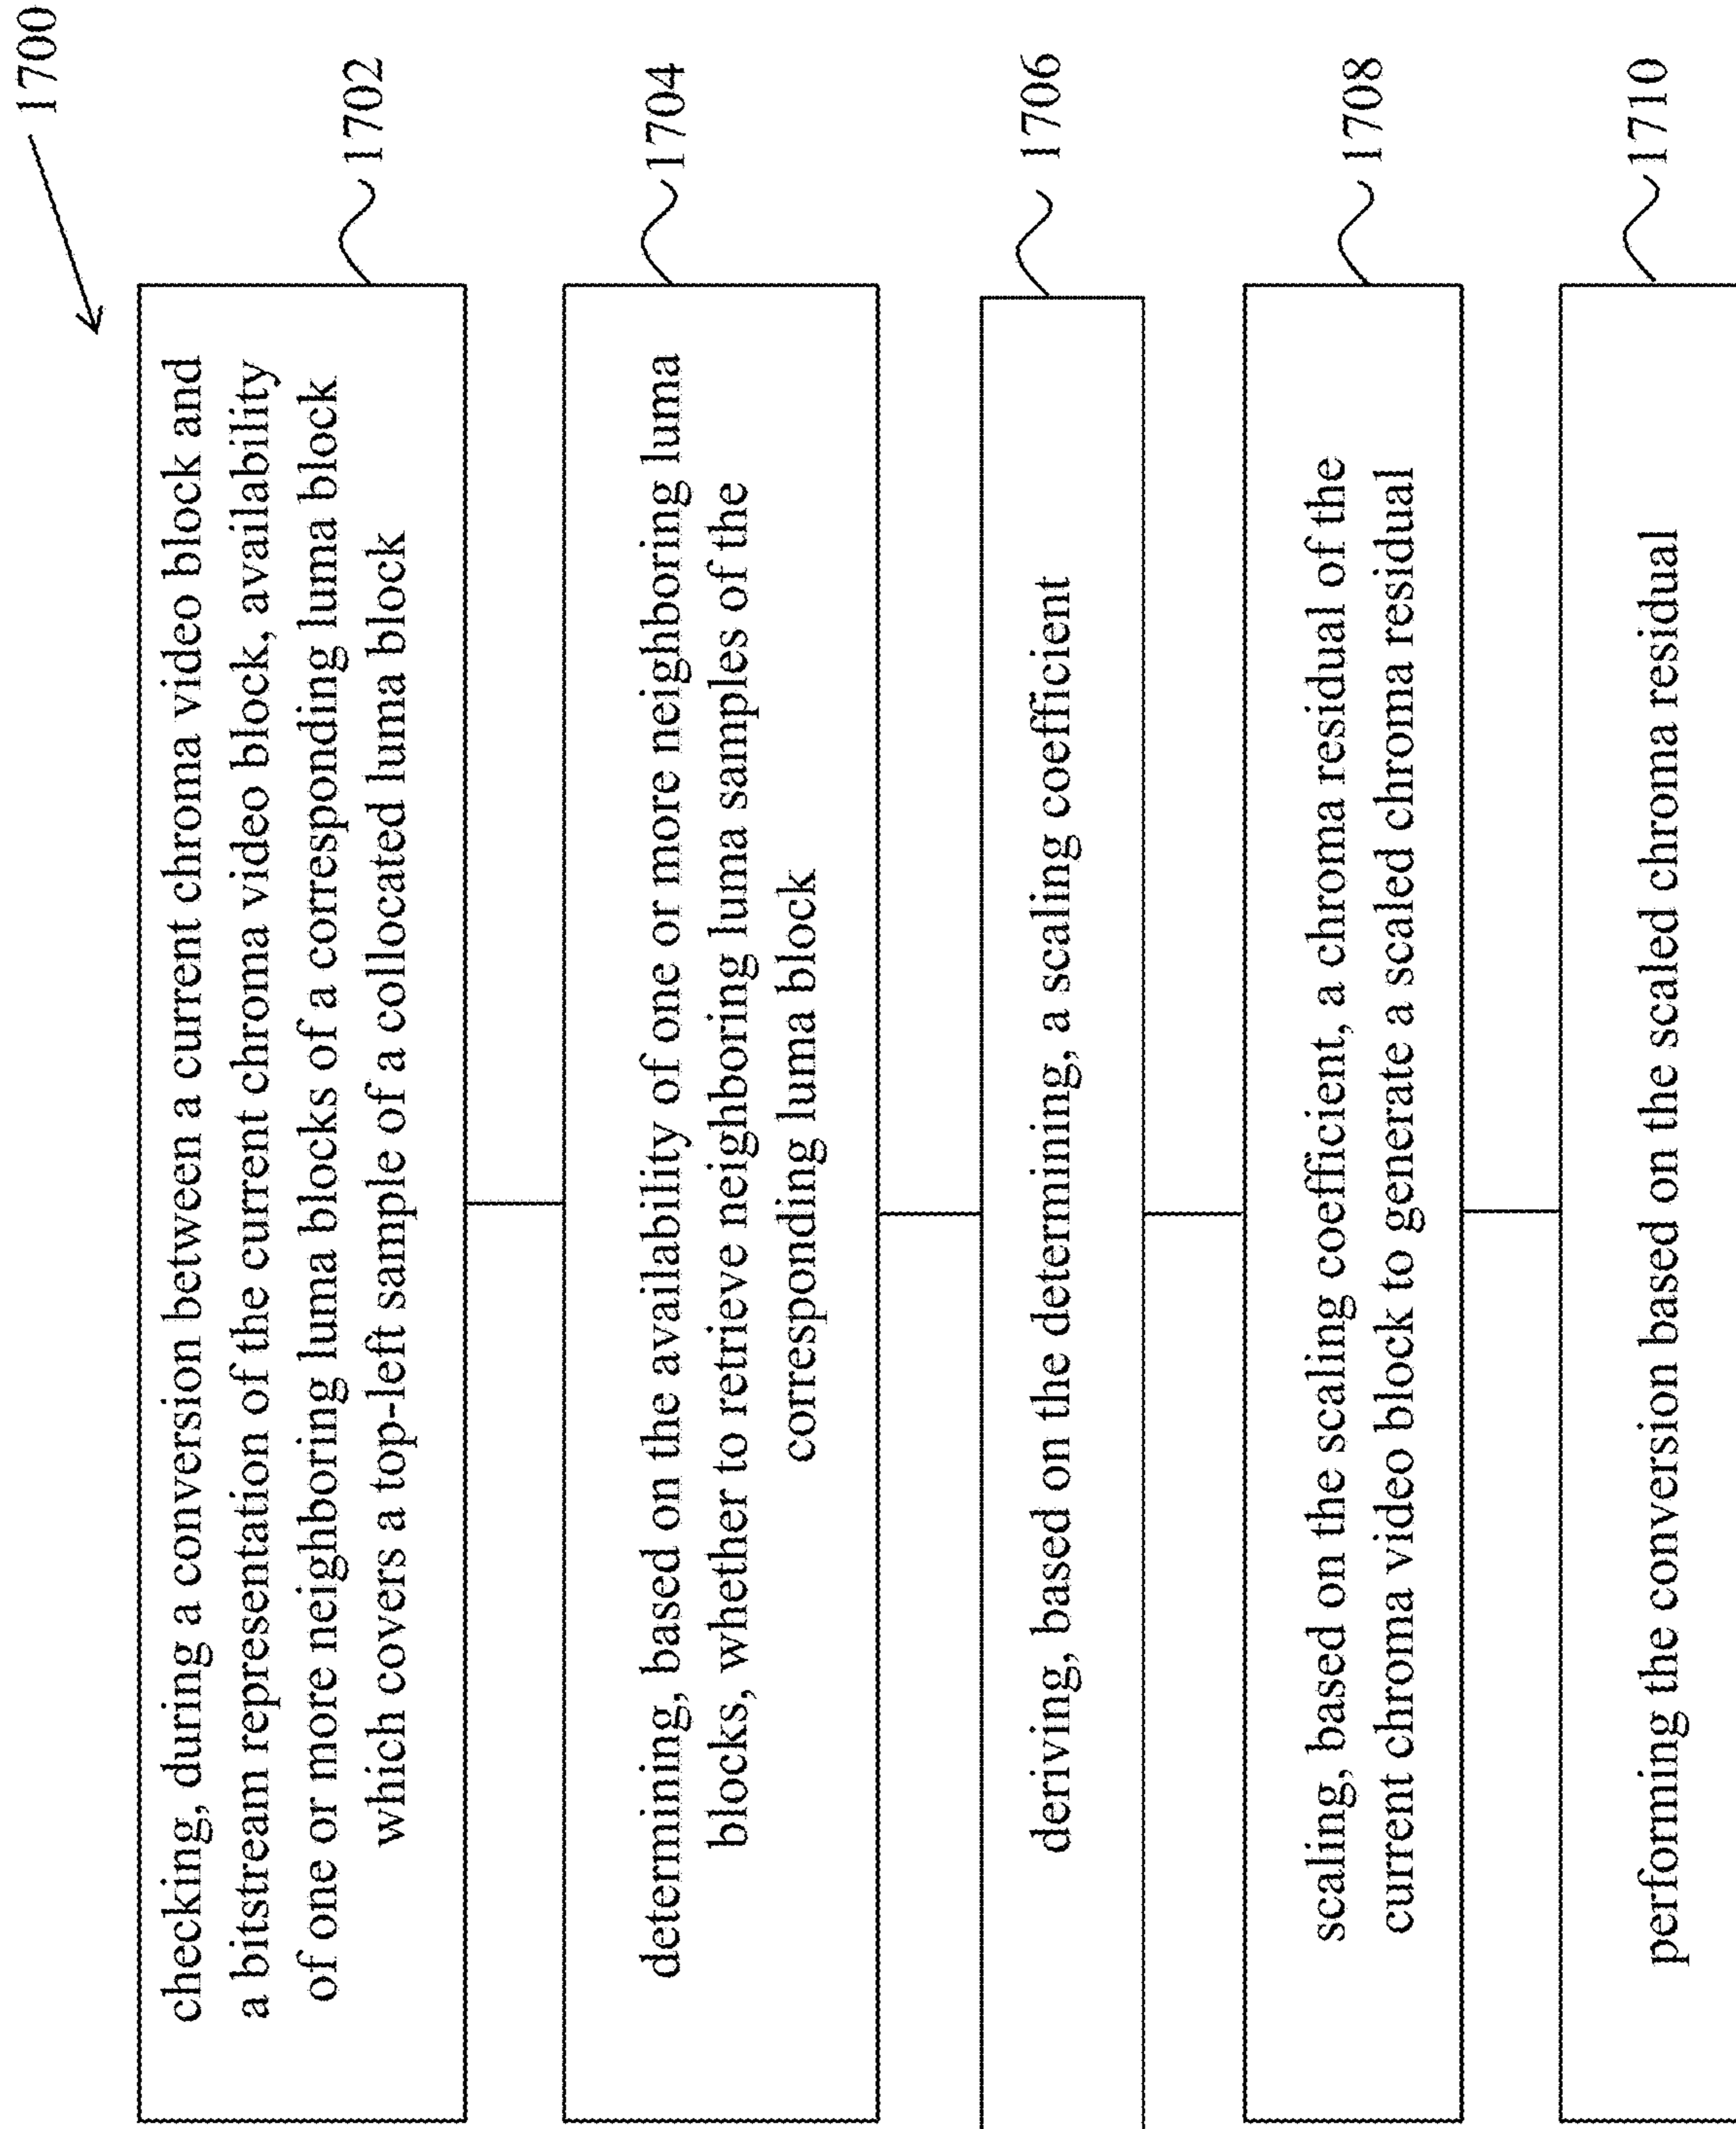 1700
checking, during a conversion between a current chroma video block and
a bitstream representation of the current chroma video block, availability
of one or more neighboring luma blocks of a corresponding luma block
which covers a top-left sample of a collocated luma block
1702
determining, based on the availability of one or more neighboring luma
blocks, whether to retrieve neighboring luma samples of the
corresponding luma block
1704
deriving, based on the determining, a scaling coefficient
1706
scaling, based on the scaling coefficient, a chroma residual of the
current chroma video block to generate a scaled chroma residual
1708
performing the conversion based on the scaled chroma residual
1710